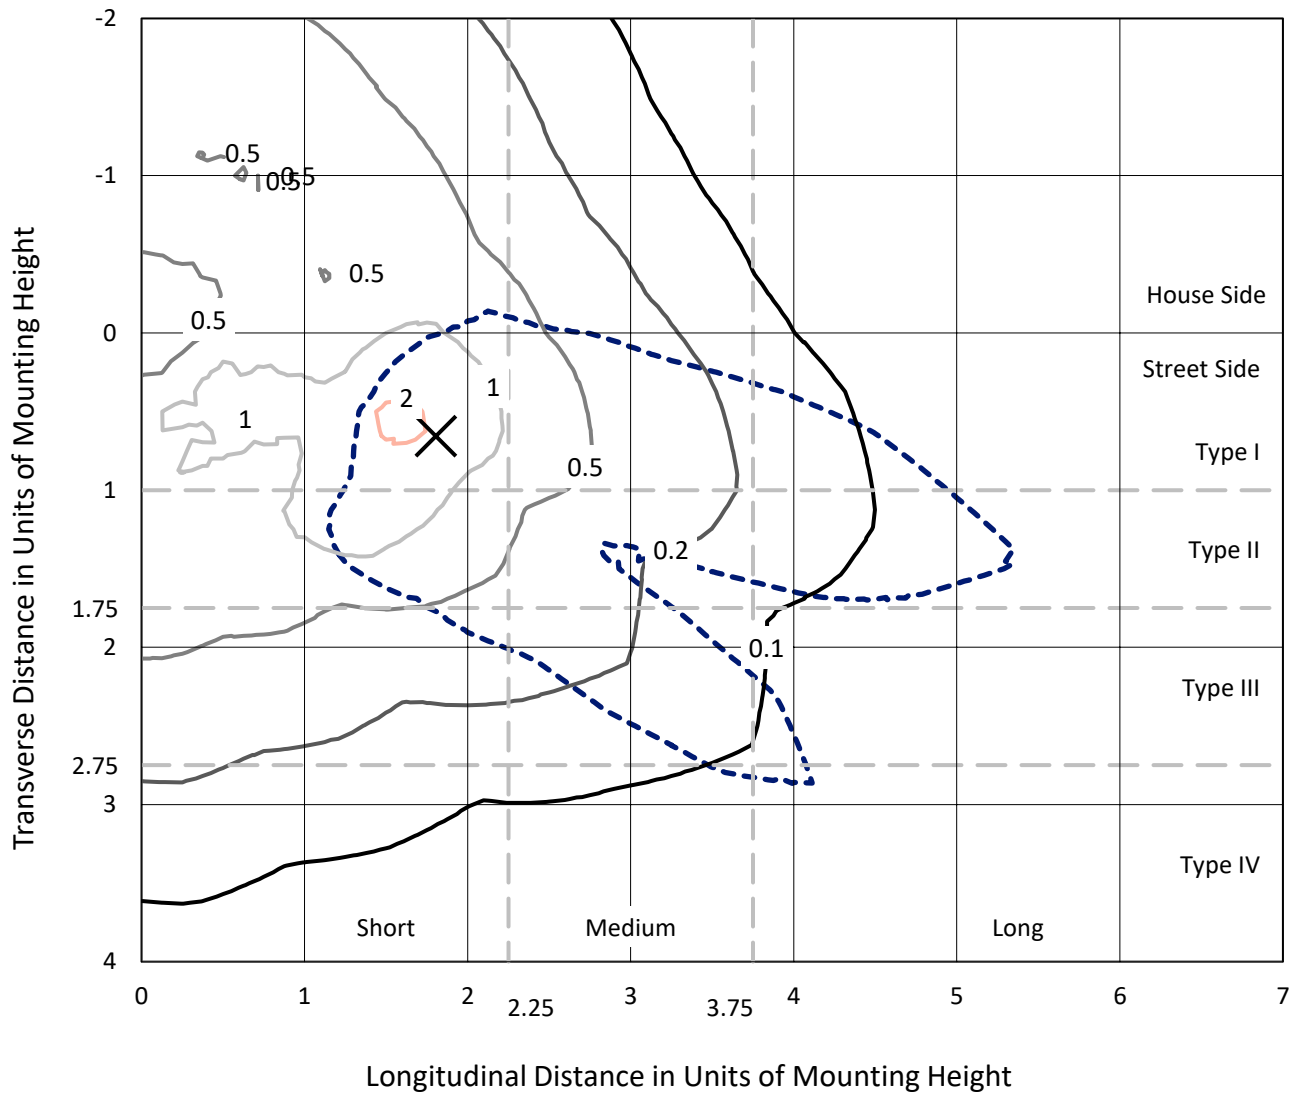 -2
0.5
-1
0.5
0.5
0.5
House Side
0.5
0
Street Side
2
1
1
Type I
0.5
1
0.2
Type II
1.75
2
0.1
Type III
2.75
3
Type IV
Short
Medium
Long
4
0
1
2
2.25
3
3.75
4
5
6
7
Longitudinal Distance in Units of Mounting Height
Transverse Distance in Units of Mounting Height